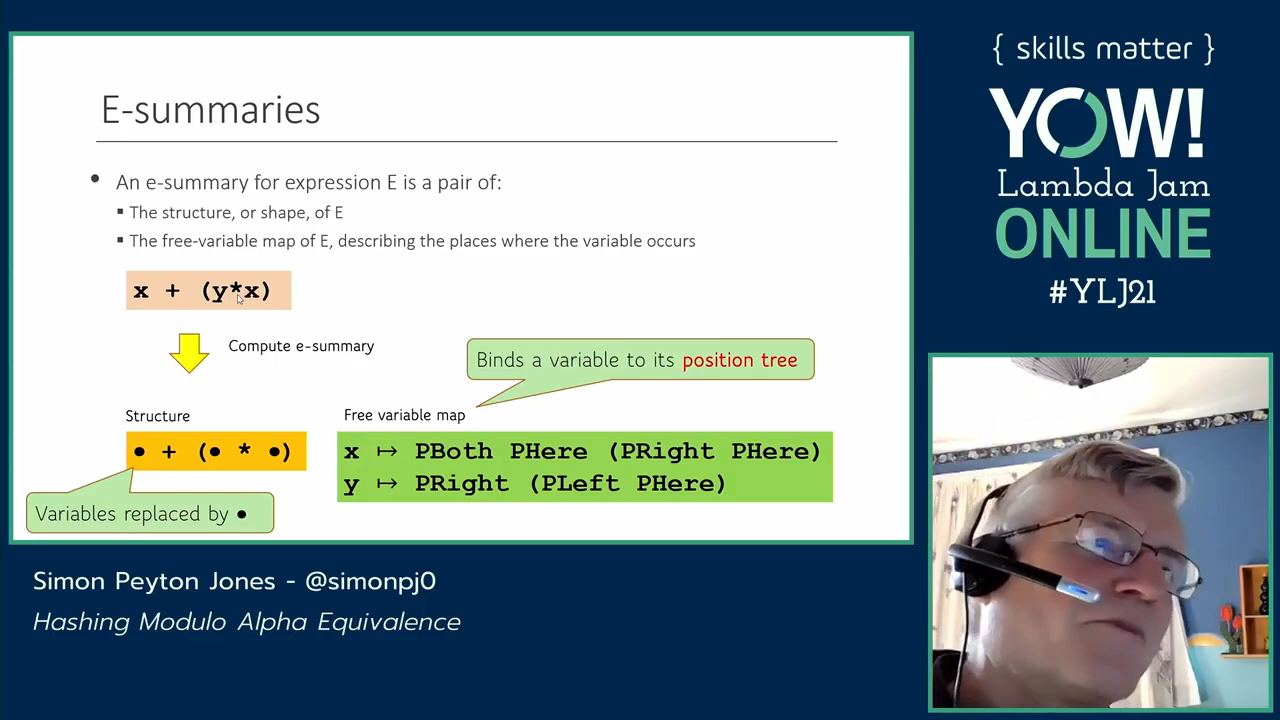 E-summaries
• An e-summary for expression E is a pair of:
▪ The structure, or shape, of E
▪ The free-variable map of E, describing the places where the variable occurs
x + (y*x)
Compute e-summary
Binds a variable to its position tree
Structure
Free variable map
• + (• * •)
x ↦ PBoth PHere (PRight PHere)
y ↦ PRight (PLeft PHere)
Variables replaced by •
{ skills matter }
YOW!
Lambda Jam
ONLINE
#YLJ21
Simon Peyton Jones - @simonpj0
Hashing Modulo Alpha Equivalence